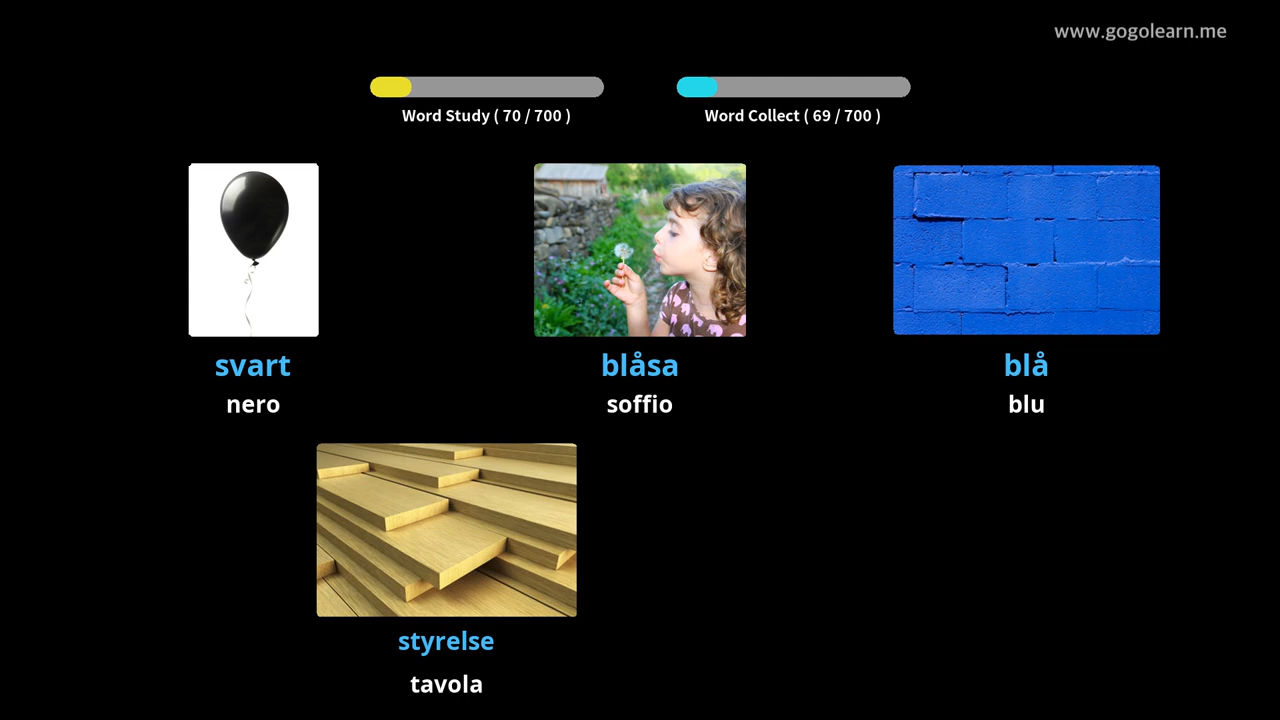 www.gogolearn.me
Word Study ( 70 / 700 )
Word Collect ( 69 / 700 )
svart
nero
blåsa
soffio
blå
blu
styrelse
tavola